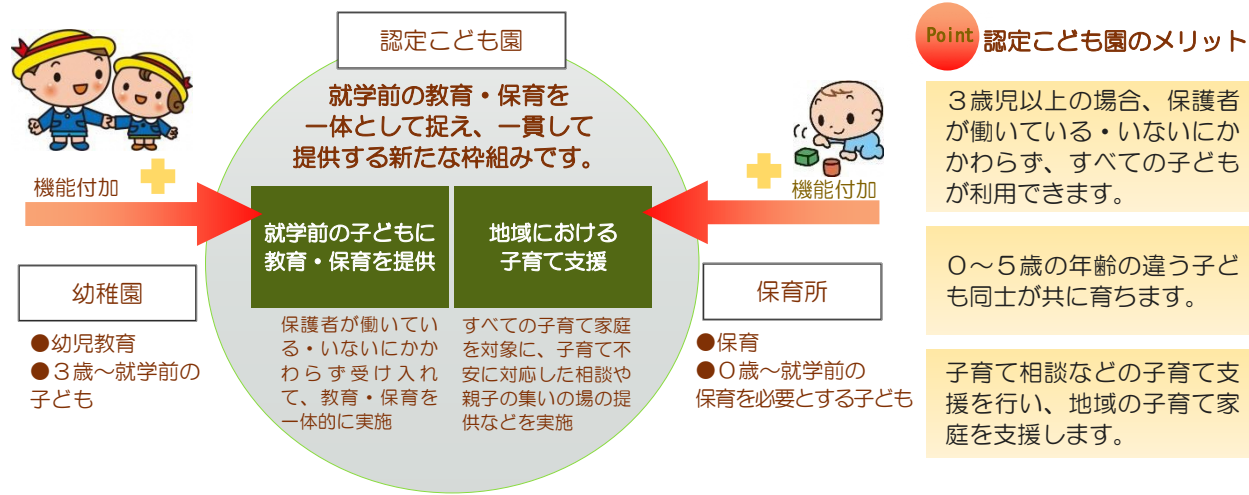 認定こども園
就学前の教育・保育を
一体として捉え、一貫して
提供する新たな枠組みです。
機能付加
機能付加
就学前の子どもに
教育・保育を提供
地域における
子育て支援
幼稚園
●幼児教育
●３歳～就学前の
子ども
保護者が働いてい
る・いないにかか
わらず受け入れ
て、教育・保育を
一体的に実施
すべての子育て家庭
を対象に、子育て不
安に対応した相談や
親子の集いの場の提
供などを実施
保育所
●保育
●０歳～就学前の
保育を必要とする子ども
Point 認定こども園のメリット
３歳児以上の場合、保護者
が働いている・いないにか
かわらず、すべての子ども
が利用できます。
０～５歳の年齢の違う子ど
も同士が共に育ちます。
子育て相談などの子育て支
援を行い、地域の子育て家
庭を支援します。